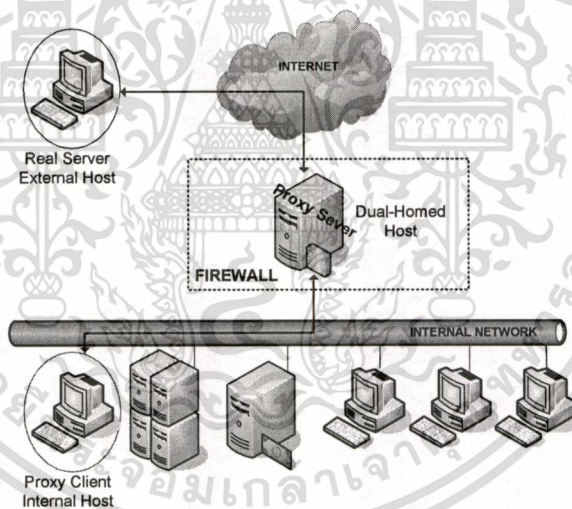 INTERNET
Real Server
External Host
Proxy Sever
Dual-Homed
Host
FIREWALL
INTERNAL NETWORK
Proxy Client
Internal Host